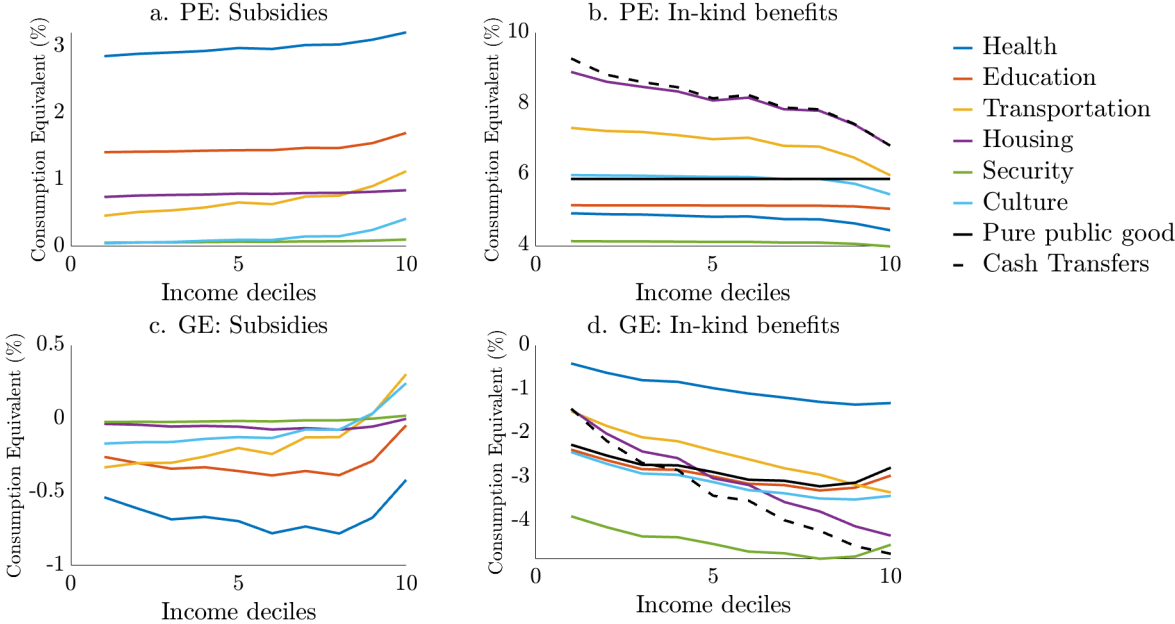 a. PE: Subsidies
Consumption Equivalent (%)
3
2
1
0
0
5
10
Income deciles
b. PE: In-kind benefits
Consumption Equivalent (%)
10
8
6
4
0
5
10
Income deciles
Health
Education
Transportation
Housing
Security
Culture
Pure public good
Cash Transfers
c. GE: Subsidies
Consumption Equivalent (%)
0.5
0
-0.5
-1
0
5
10
Income deciles
d. GE: In-kind benefits
Consumption Equivalent (%)
0
-1
-2
-3
-4
0
5
10
Income deciles